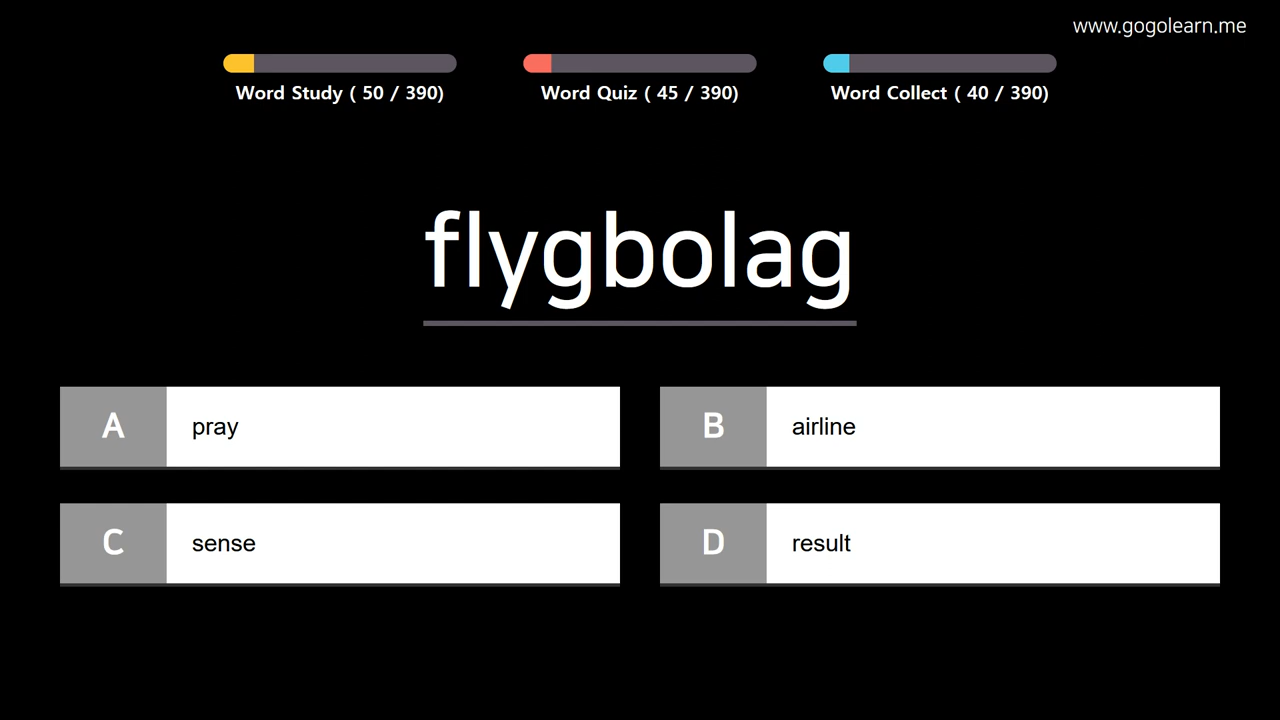 www.gogolearn.me
Word Study ( 50 / 390)
Word Quiz ( 45 / 390)
Word Collect ( 40 / 390)
flygbolag
A pray
B airline
C sense
D result